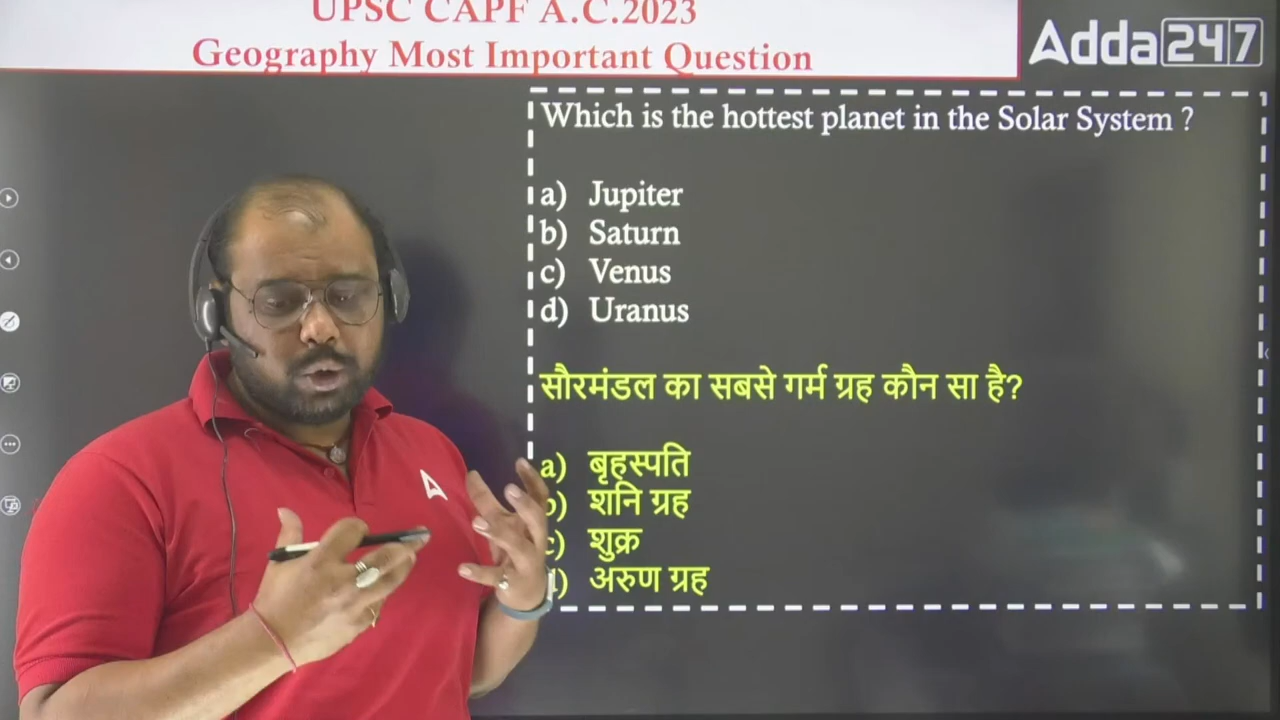 UPSC CAPF A.C.2023
Geography Most Important Question
Adda247
Which is the hottest planet in the Solar System ?
a) Jupiter
b) Saturn
c) Venus
d) Uranus
सौरमंडल का सबसे गर्म ग्रह कौन सा है?
a) बृहस्पति
b) शनि ग्रह
c) शुक्र
d) अरुण ग्रह